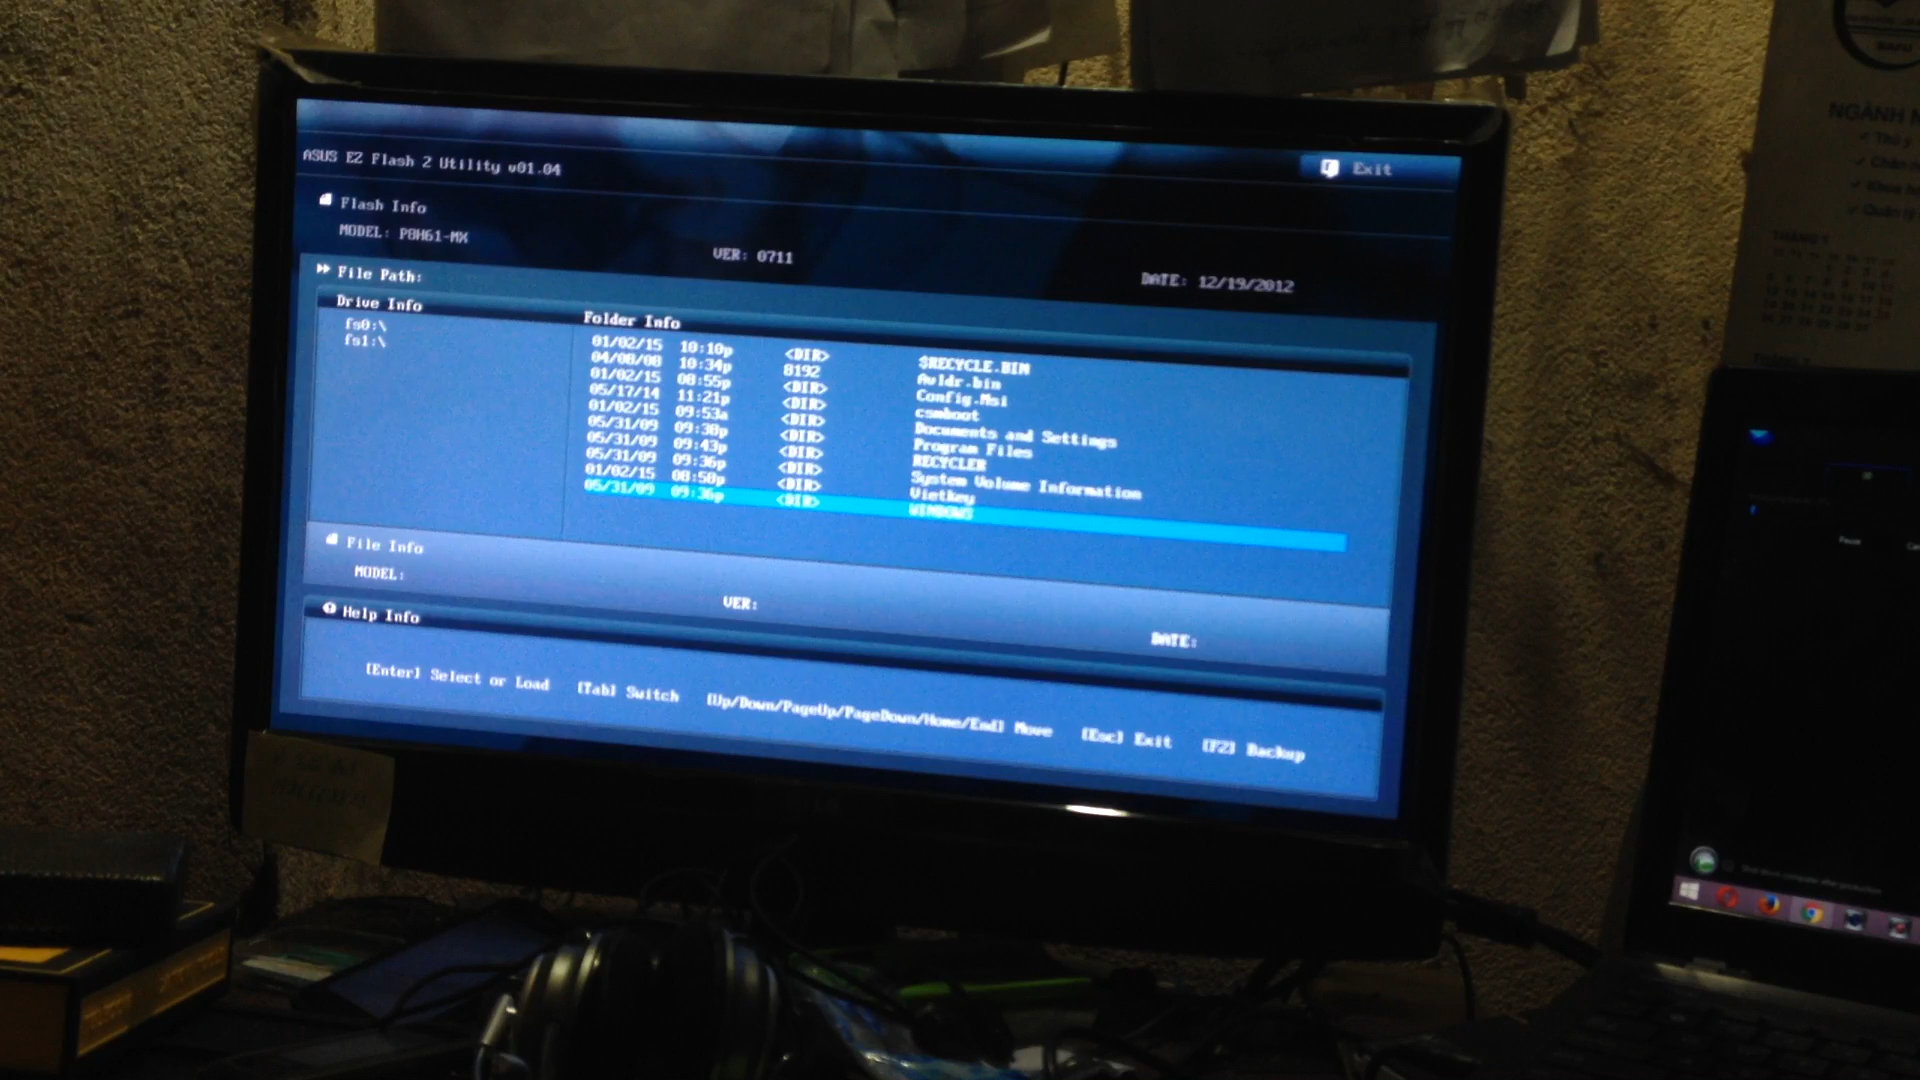 ASUS EZ Flash 2 Utility v01.04
Exit
Flash Info
MODEL: P8H61-MX
VER: 0711
DATE: 12/19/2012
File Path:
Drive Info
Folder Info
fs0:\
fs1:\
01/02/15 10:10p <DIR> $RECYCLE.BIN
04/08/08 10:34p 8192 Avldr.bin
01/02/15 08:55p <DIR> Config.Msi
05/17/14 11:21p <DIR> csmboot
01/02/15 09:53a <DIR> Documents and Settings
05/31/09 09:38p <DIR> Program Files
05/31/09 09:43p <DIR> RECYCLER
05/31/09 09:36p <DIR> System Volume Information
01/02/15 08:58p <DIR> Vietkey
05/31/09 09:36p <DIR> WINDOWS
File Info
MODEL:
VER:
DATE:
Help Info
[Enter] Select or Load [Tab] Switch [Up/Down/PageUp/PageDown/Home/End] Move [Esc] Exit [F2] Backup
NGÀNH
Thú y
Pause